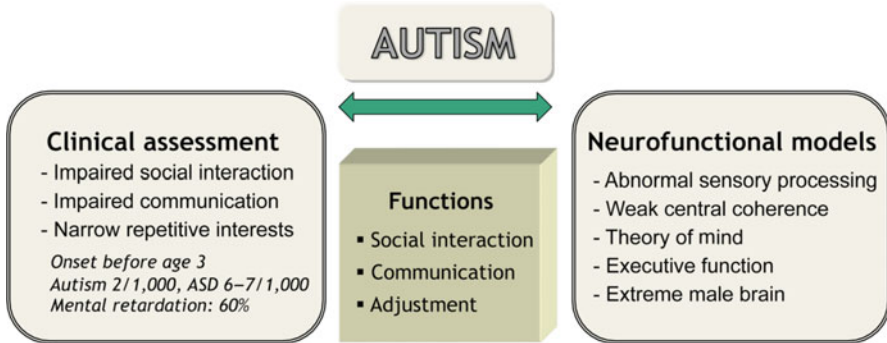 AUTISM
Clinical assessment
- Impaired social interaction
- Impaired communication
- Narrow repetitive interests
Onset before age 3
Autism 2/1,000, ASD 6–7/1,000
Mental retardation: 60%
Functions
▪ Social interaction
▪ Communication
▪ Adjustment
Neurofunctional models
- Abnormal sensory processing
- Weak central coherence
- Theory of mind
- Executive function
- Extreme male brain